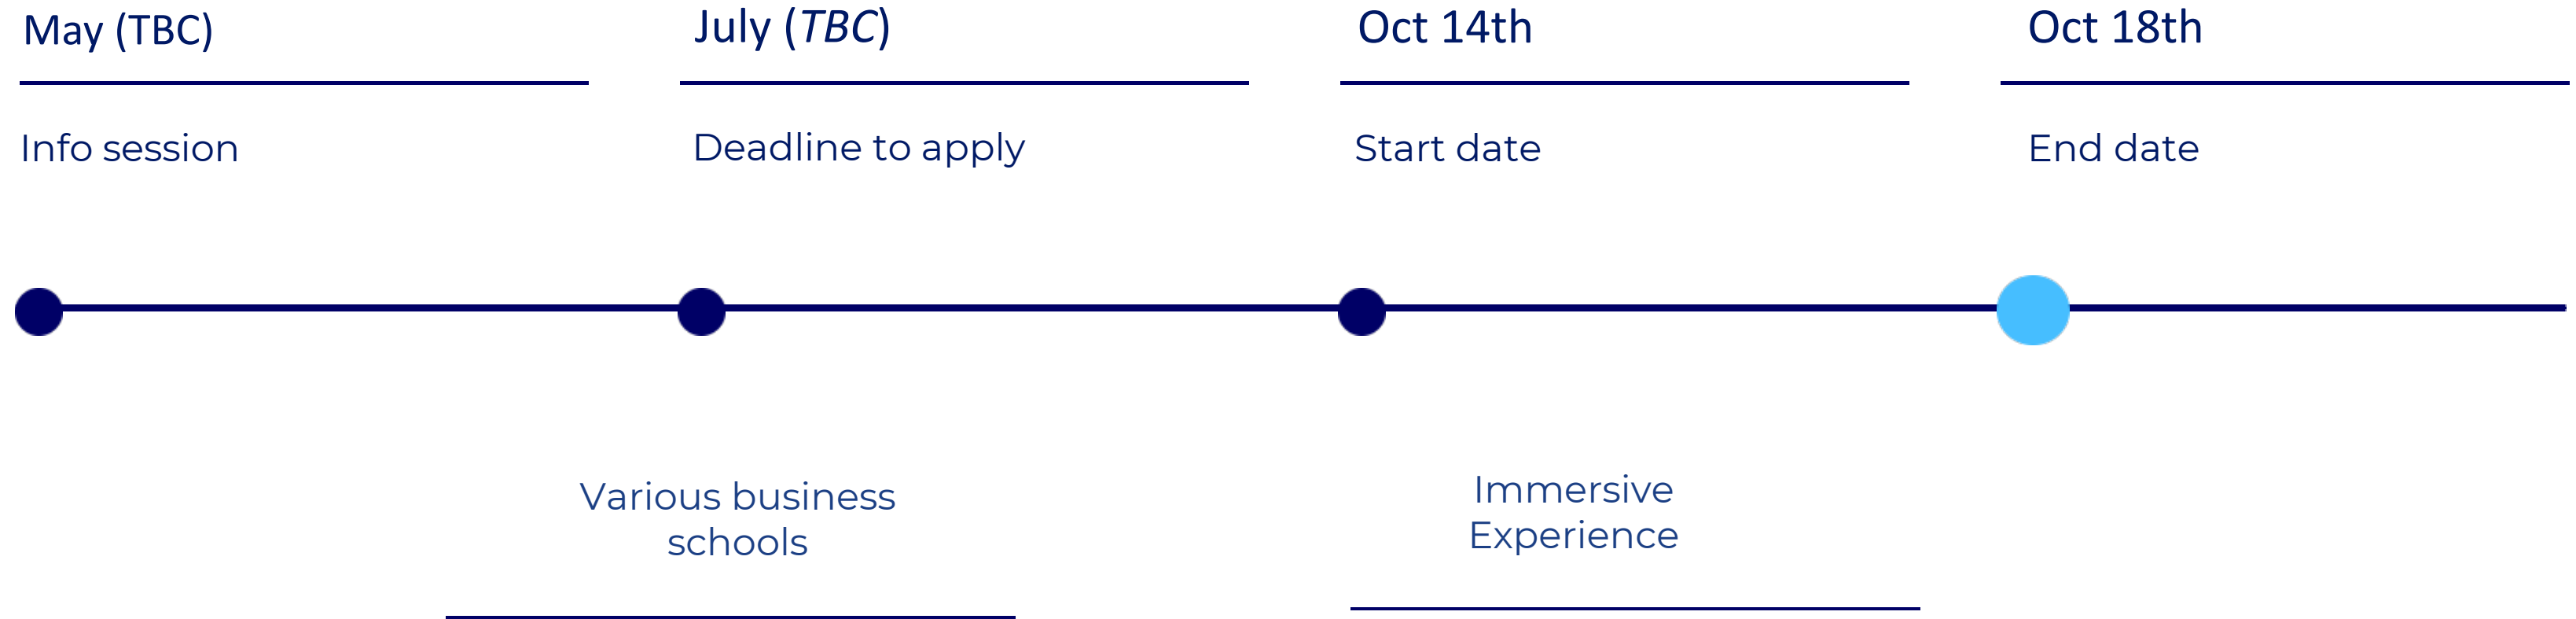 May (TBC)
July (TBC)
Oct 14th
Oct 18th
Info session
Deadline to apply
Start date
End date
Various business
schools
Immersive
Experience